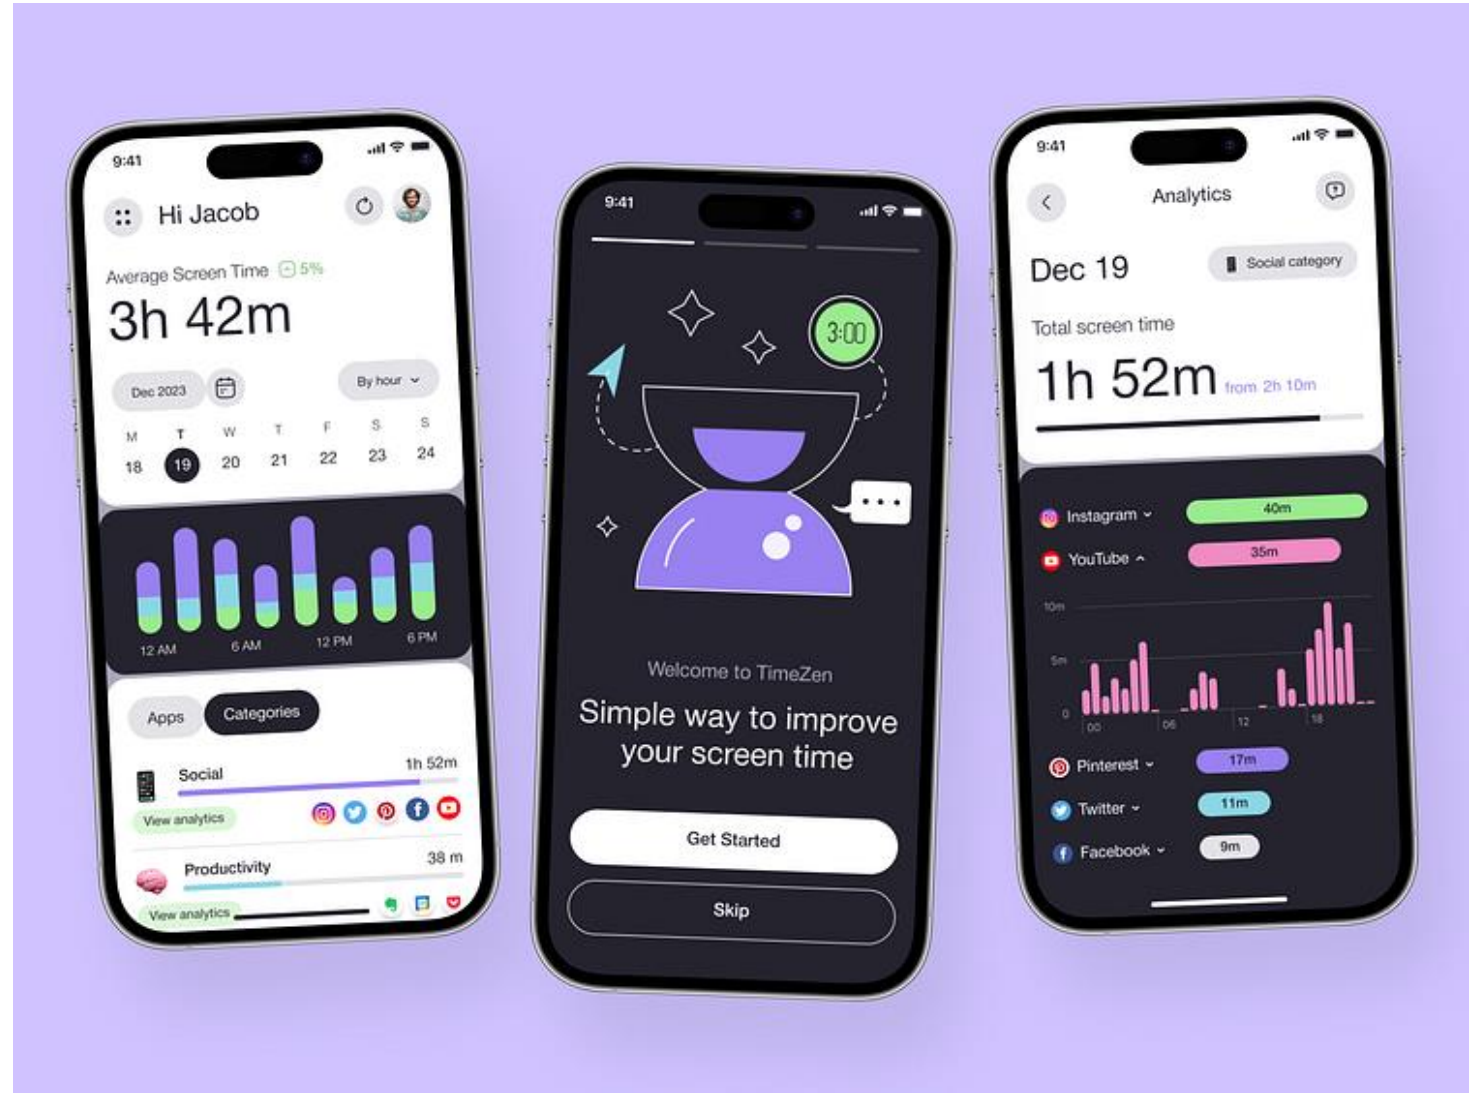 9:41
Hi Jacob
Average Screen Time 5%
3h 42m
Dec 2023
By hour
M T W T F S S
18 19 20 21 22 23 24
12 AM 6 AM 12 PM 6 PM
Apps Categories
Social 1h 52m
View analytics
Productivity 38 m
View analytics
9:41
3:00
Welcome to TimeZen
Simple way to improve
your screen time
Get Started
Skip
9:41
Analytics
Dec 19
Social category
Total screen time
1h 52m from 2h 10m
Instagram 40m
YouTube 35m
10m
5m
0
00 06 12 18
Pinterest 17m
Twitter 11m
Facebook 9m